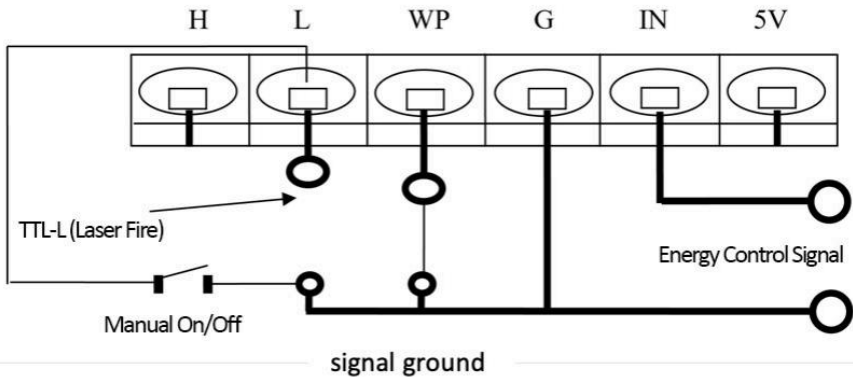 H L WP G IN 5V
TTL-L (Laser Fire)
Energy Control Signal
Manual On/Off
signal ground